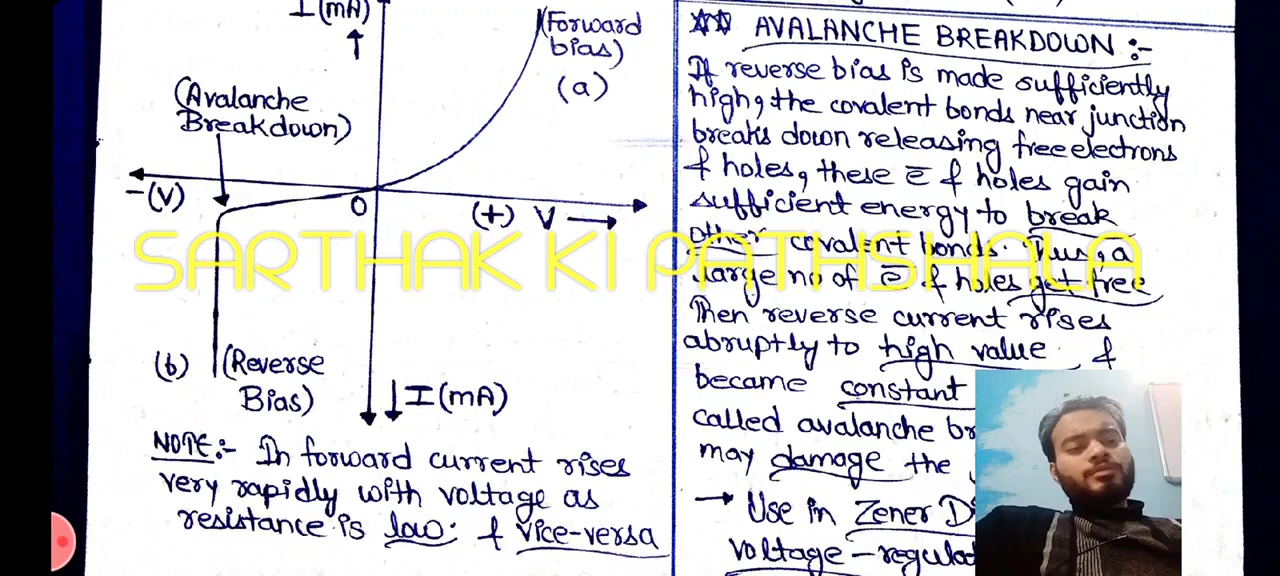 I (mA)
(Forward
bias)
(a)
(Avalanche
Breakdown)
-(V)
O
(+) V
(b)
(Reverse
Bias)
I (mA)
NOTE:- In forward current rises
very rapidly with voltage as
resistance is low; & vice-versa
AVALANCHE BREAKDOWN :-
If reverse bias is made sufficiently
high, the covalent bonds near junction
breaks down releasing free electrons
& holes, these e̅ & holes gain
sufficient energy to break
other covalent bonds. Thus, a
large no of e̅ & holes get free
Then reverse current rises
abruptly to high value &
became constant
called avalanche
may damage the
→ Use in Zener
voltage-
SARTHAK KI PATHSHALA